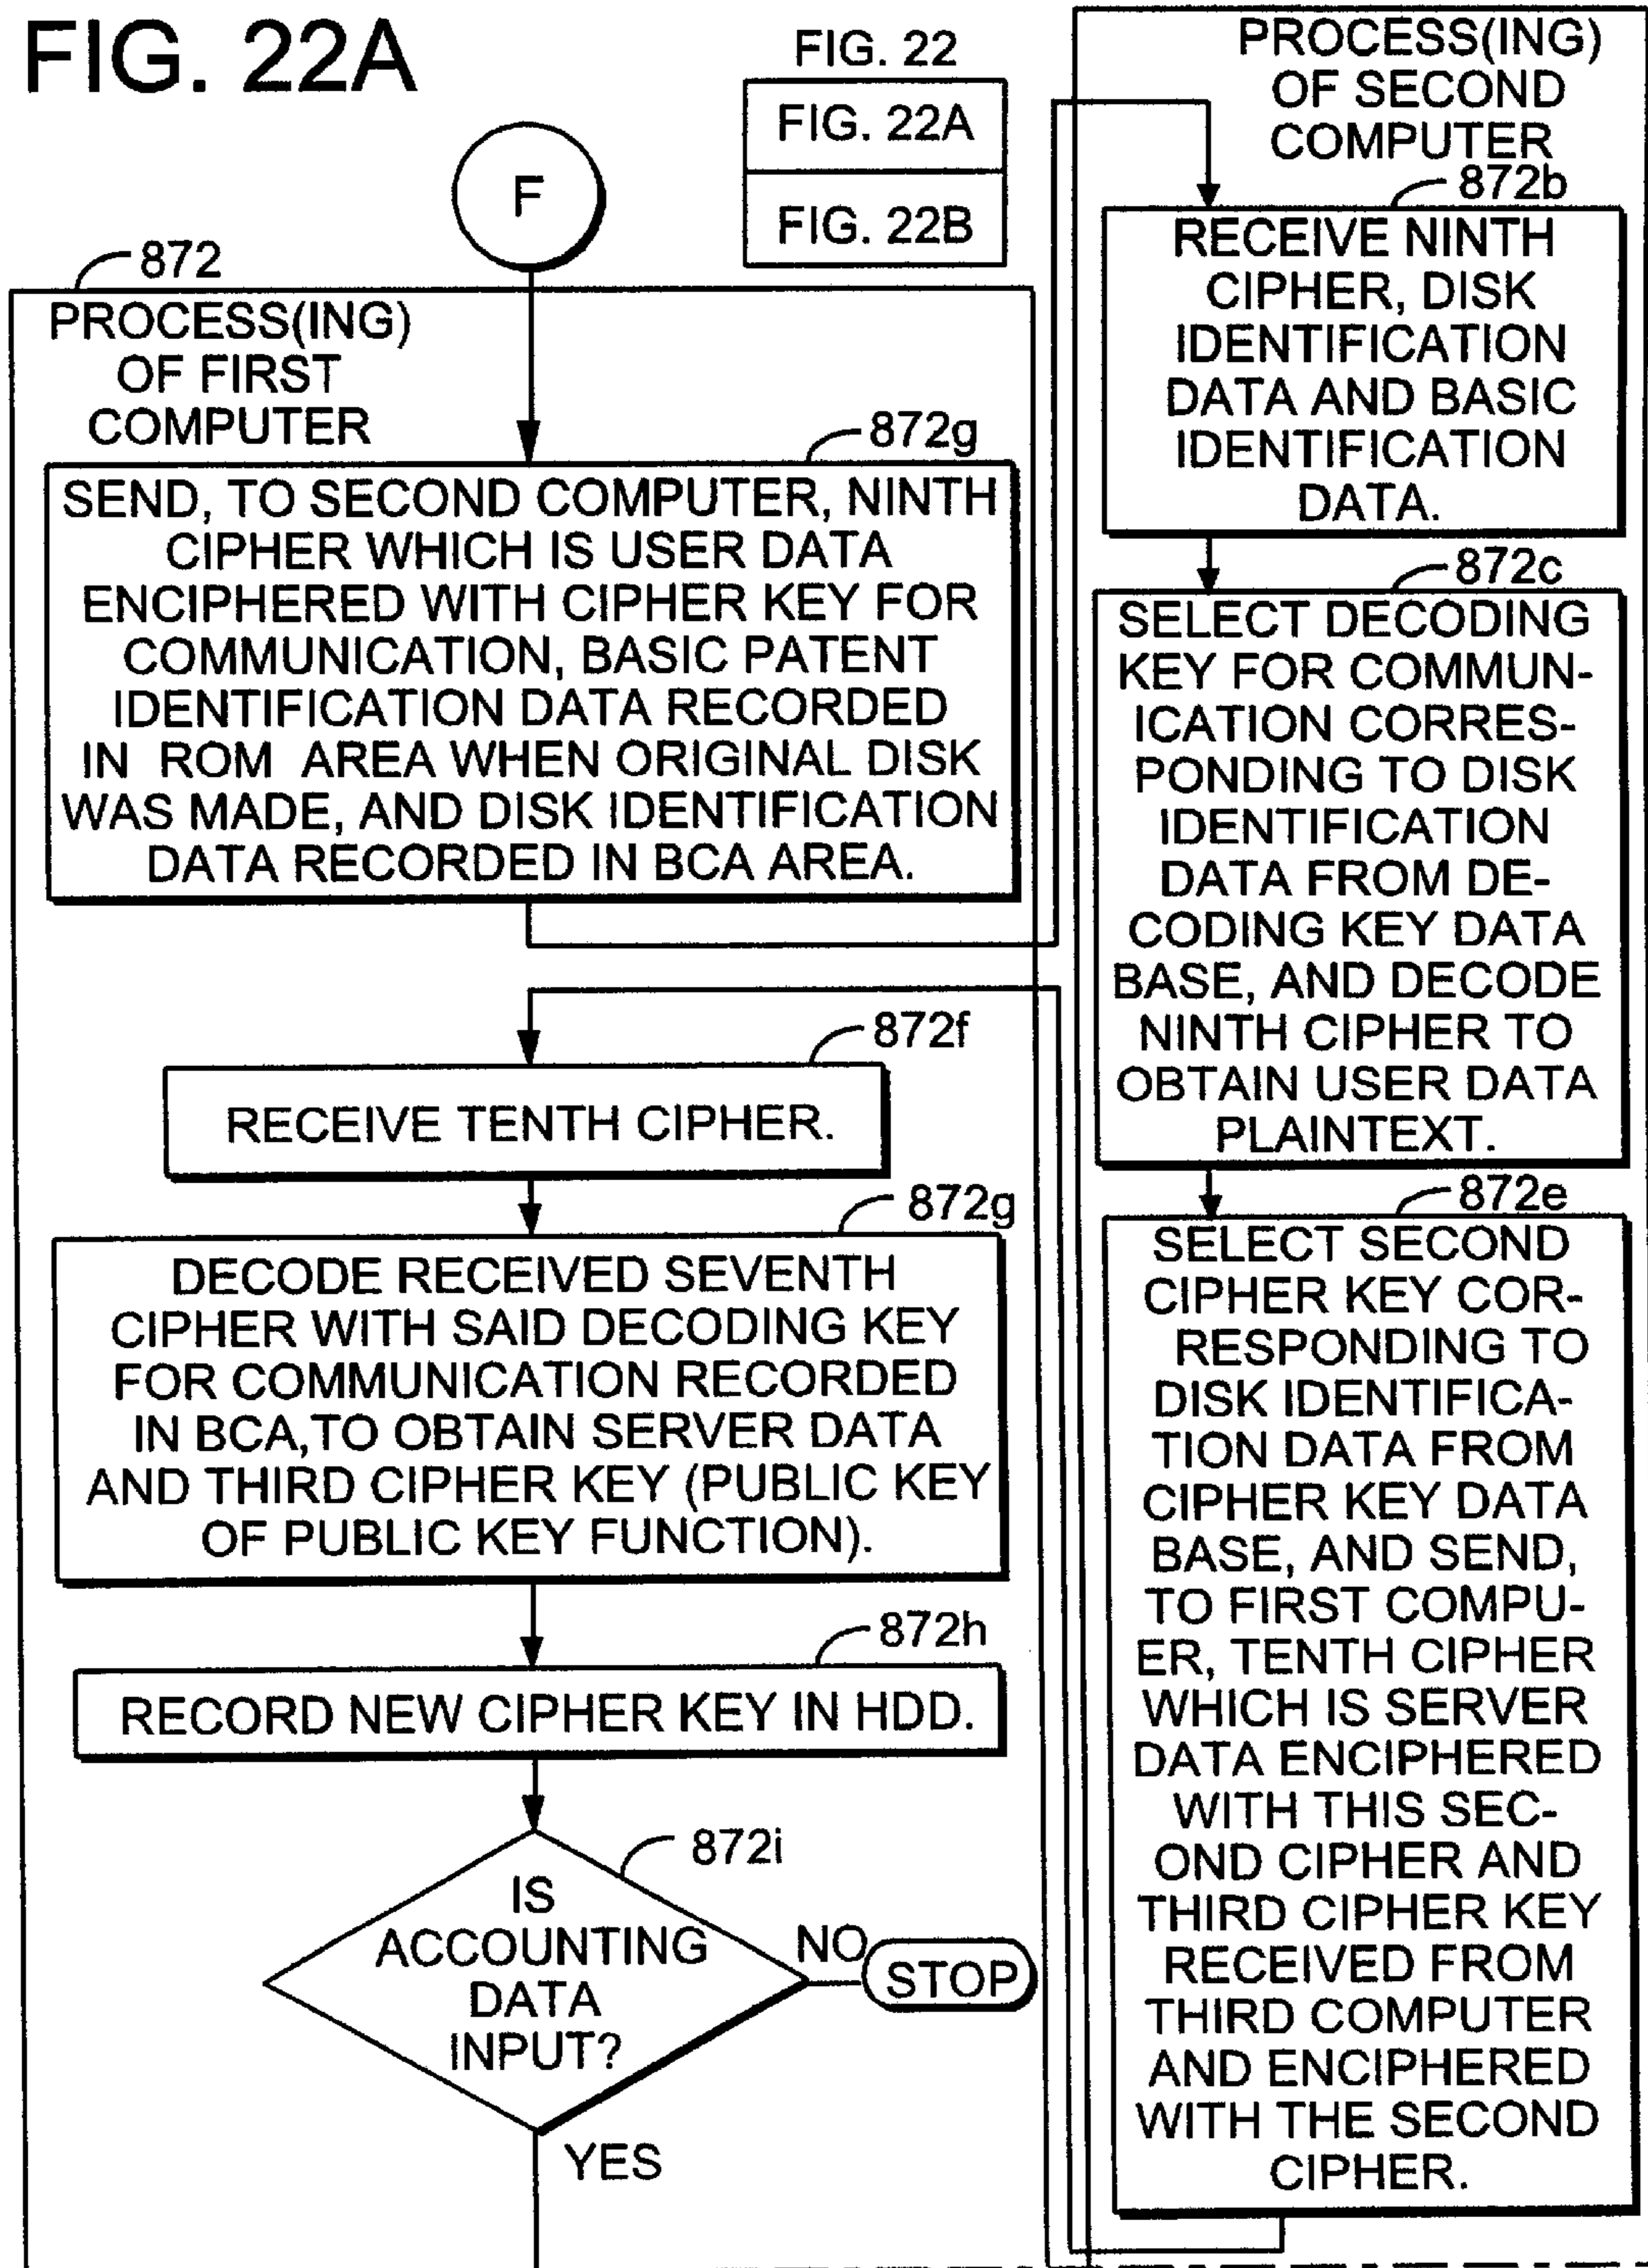 FIG. 22A
FIG. 22
FIG. 22A
FIG. 22B
F
872
PROCESS(ING)
OF FIRST
COMPUTER
872g
SEND, TO SECOND COMPUTER, NINTH
CIPHER WHICH IS USER DATA
ENCIPHERED WITH CIPHER KEY FOR
COMMUNICATION, BASIC PATENT
IDENTIFICATION DATA RECORDED
IN ROM AREA WHEN ORIGINAL DISK
WAS MADE, AND DISK IDENTIFICATION
DATA RECORDED IN BCA AREA.
872f
RECEIVE TENTH CIPHER.
872g
DECODE RECEIVED SEVENTH
CIPHER WITH SAID DECODING KEY
FOR COMMUNICATION RECORDED
IN BCA,TO OBTAIN SERVER DATA
AND THIRD CIPHER KEY (PUBLIC KEY
OF PUBLIC KEY FUNCTION).
872h
RECORD NEW CIPHER KEY IN HDD.
872i
IS
ACCOUNTING
DATA
INPUT?
NO
STOP
YES
PROCESS(ING)
OF SECOND
COMPUTER
872b
RECEIVE NINTH
CIPHER, DISK
IDENTIFICATION
DATA AND BASIC
IDENTIFICATION
DATA.
872c
SELECT DECODING
KEY FOR COMMUN-
ICATION CORRES-
PONDING TO DISK
IDENTIFICATION
DATA FROM DE-
CODING KEY DATA
BASE, AND DECODE
NINTH CIPHER TO
OBTAIN USER DATA
PLAINTEXT.
872e
SELECT SECOND
CIPHER KEY COR-
RESPONDING TO
DISK IDENTIFICA-
TION DATA FROM
CIPHER KEY DATA
BASE, AND SEND,
TO FIRST COMPU-
ER, TENTH CIPHER
WHICH IS SERVER
DATA ENCIPHERED
WITH THIS SEC-
OND CIPHER AND
THIRD CIPHER KEY
RECEIVED FROM
THIRD COMPUTER
AND ENCIPHERED
WITH THE SECOND
CIPHER.